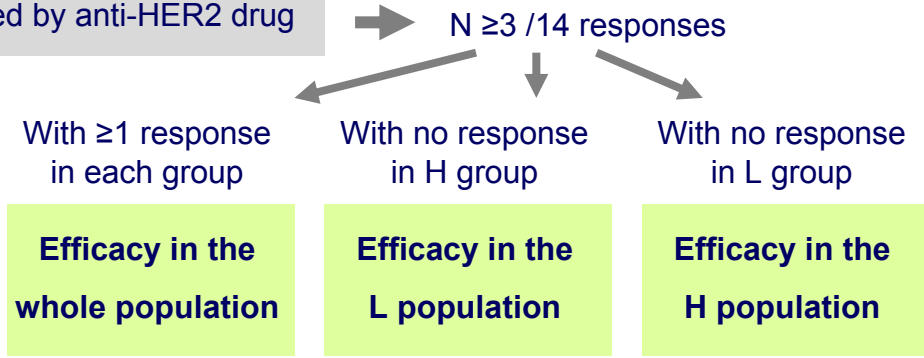 ed by anti-HER2 drug
N ≥3 /14 responses
With ≥1 response
in each group
With no response
in H group
With no response
in L group
Efficacy in the
whole population
Efficacy in the
L population
Efficacy in the
H population